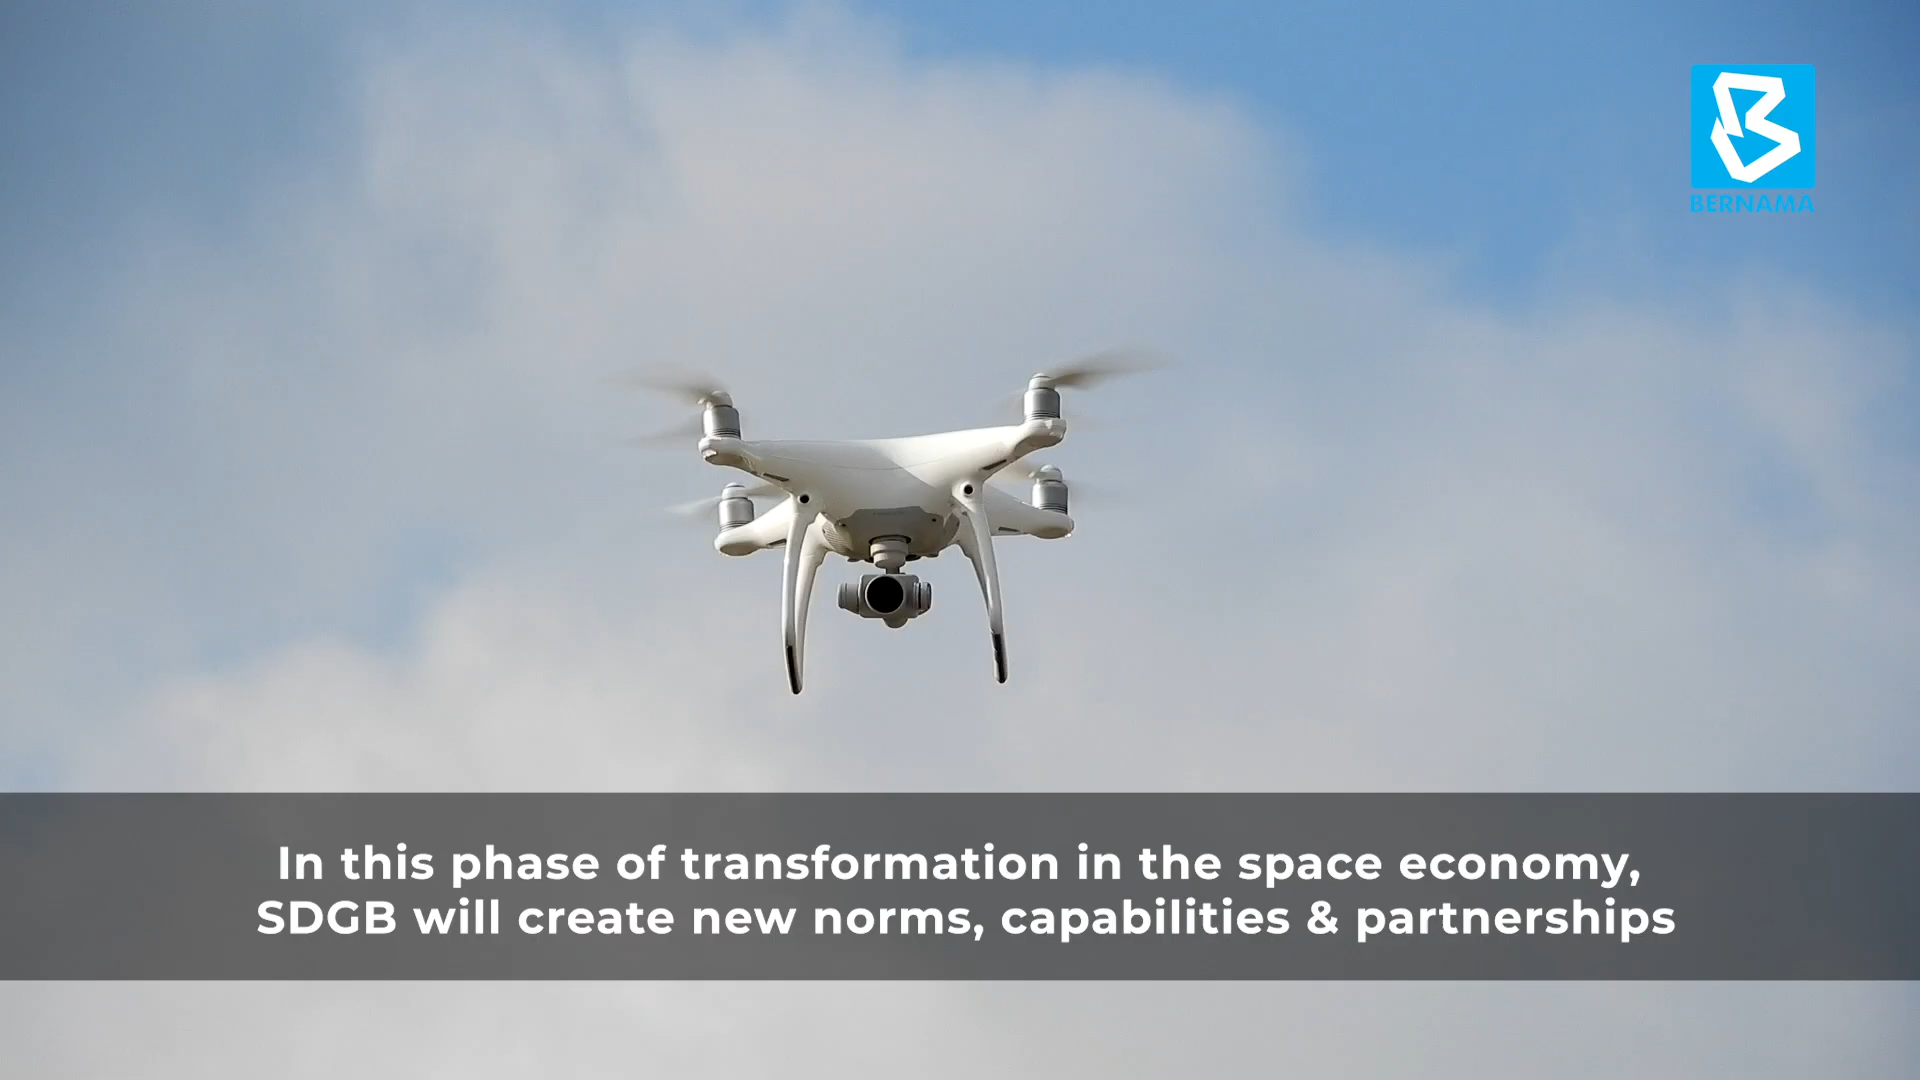 BERNAMA
In this phase of transformation in the space economy,
SDGB will create new norms, capabilities & partnerships